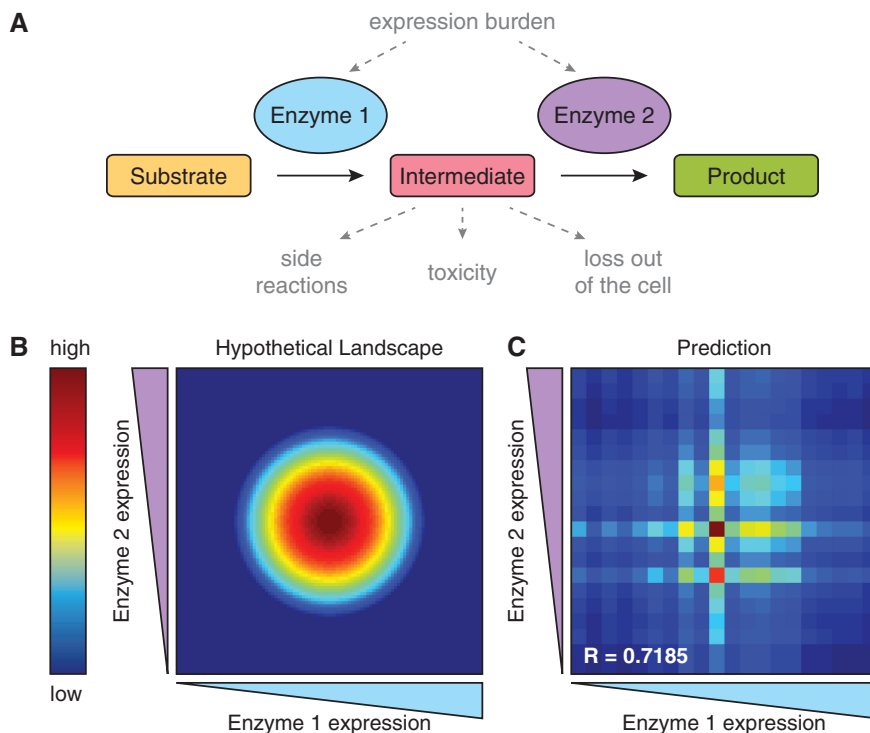 A
expression burden
Enzyme 1
Enzyme 2
Substrate
Intermediate
Product
side
reactions
toxicity
loss out
of the cell
B
high
low
Hypothetical Landscape
Enzyme 2 expression
Enzyme 1 expression
C
Prediction
Enzyme 2 expression
R = 0.7185
Enzyme 1 expression